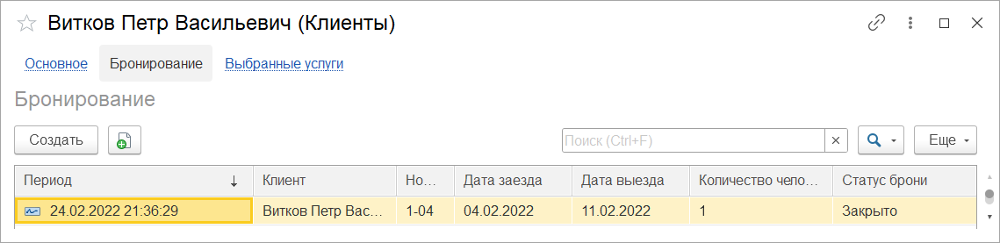 Витков Петр Васильевич (Клиенты)
Основное Бронирование Выбранные услуги
Бронирование
Создать Поиск (Ctrl+F) × Еще
Период ↓ Клиент Но... Дата заезда Дата выезда Количество чело... Статус брони
24.02.2022 21:36:29 Витков Петр Вас... 1-04 04.02.2022 11.02.2022 1 Закрыто